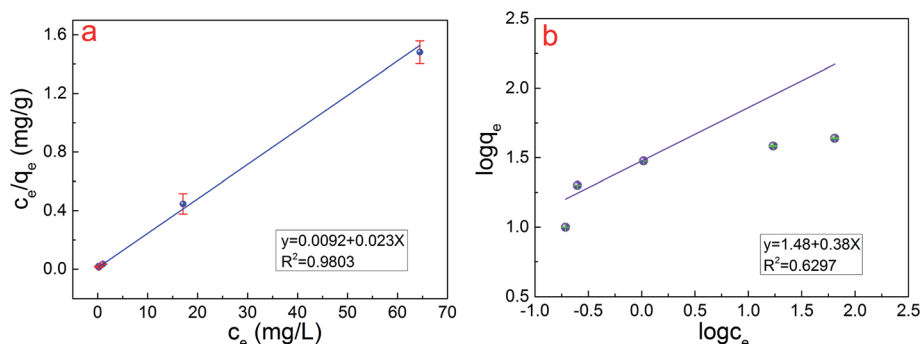 a
1.6
1.2
0.8
0.4
0.0
cₑ/qₑ (mg/g)
y=0.0092+0.023X
R²=0.9803
0 10 20 30 40 50 60 70
cₑ (mg/L)
b
2.5
2.0
1.5
1.0
0.5
logqₑ
y=1.48+0.38X
R²=0.6297
-1.0 -0.5 0.0 0.5 1.0 1.5 2.0 2.5
logcₑ